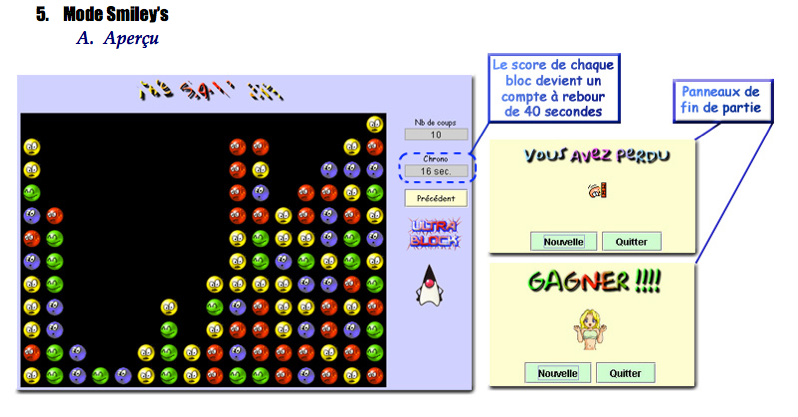 5. Mode Smiley's
A. Aperçu
Le score de chaque
bloc devient un
compte à rebour
de 40 secondes
Panneaux de
fin de partie
Nb de coups
10
Chrono
16 sec.
Précédent
ULTRA
BLOCK
VOUS AVEZ PERDU
Nouvelle
Quitter
GAGNER !!!!
Nouvelle
Quitter